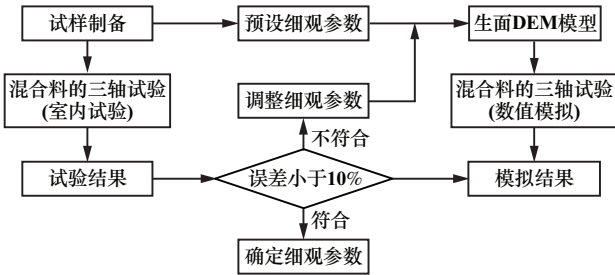 试样制备
预设细观参数
生面DEM模型
混合料的三轴试验
(室内试验)
调整细观参数
混合料的三轴试验
(数值模拟)
不符合
试验结果
误差小于10%
模拟结果
符合
确定细观参数